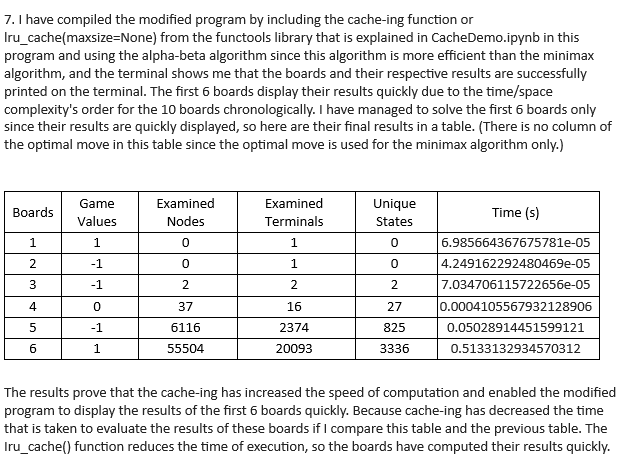 7. I have compiled the modified program by including the cache-ing function or
lru_cache(maxsize=None) from the functools library that is explained in CacheDemo.ipynb in this
program and using the alpha-beta algorithm since this algorithm is more efficient than the minimax
algorithm, and the terminal shows me that the boards and their respective results are successfully
printed on the terminal. The first 6 boards display their results quickly due to the time/space
complexity's order for the 10 boards chronologically. I have managed to solve the first 6 boards only
since their results are quickly displayed, so here are their final results in a table. (There is no column of
the optimal move in this table since the optimal move is used for the minimax algorithm only.)
Boards Game Values Examined Nodes Examined Terminals Unique States Time (s)
1 1 0 1 0 6.985664367675781e-05
2 -1 0 1 0 4.249162292480469e-05
3 -1 2 2 2 7.034706115722656e-05
4 0 37 16 27 0.0004105567932128906
5 -1 6116 2374 825 0.05028914451599121
6 1 55504 20093 3336 0.5133132934570312
The results prove that the cache-ing has increased the speed of computation and enabled the modified
program to display the results of the first 6 boards quickly. Because cache-ing has decreased the time
that is taken to evaluate the results of these boards if I compare this table and the previous table. The
lru_cache() function reduces the time of execution, so the boards have computed their results quickly.